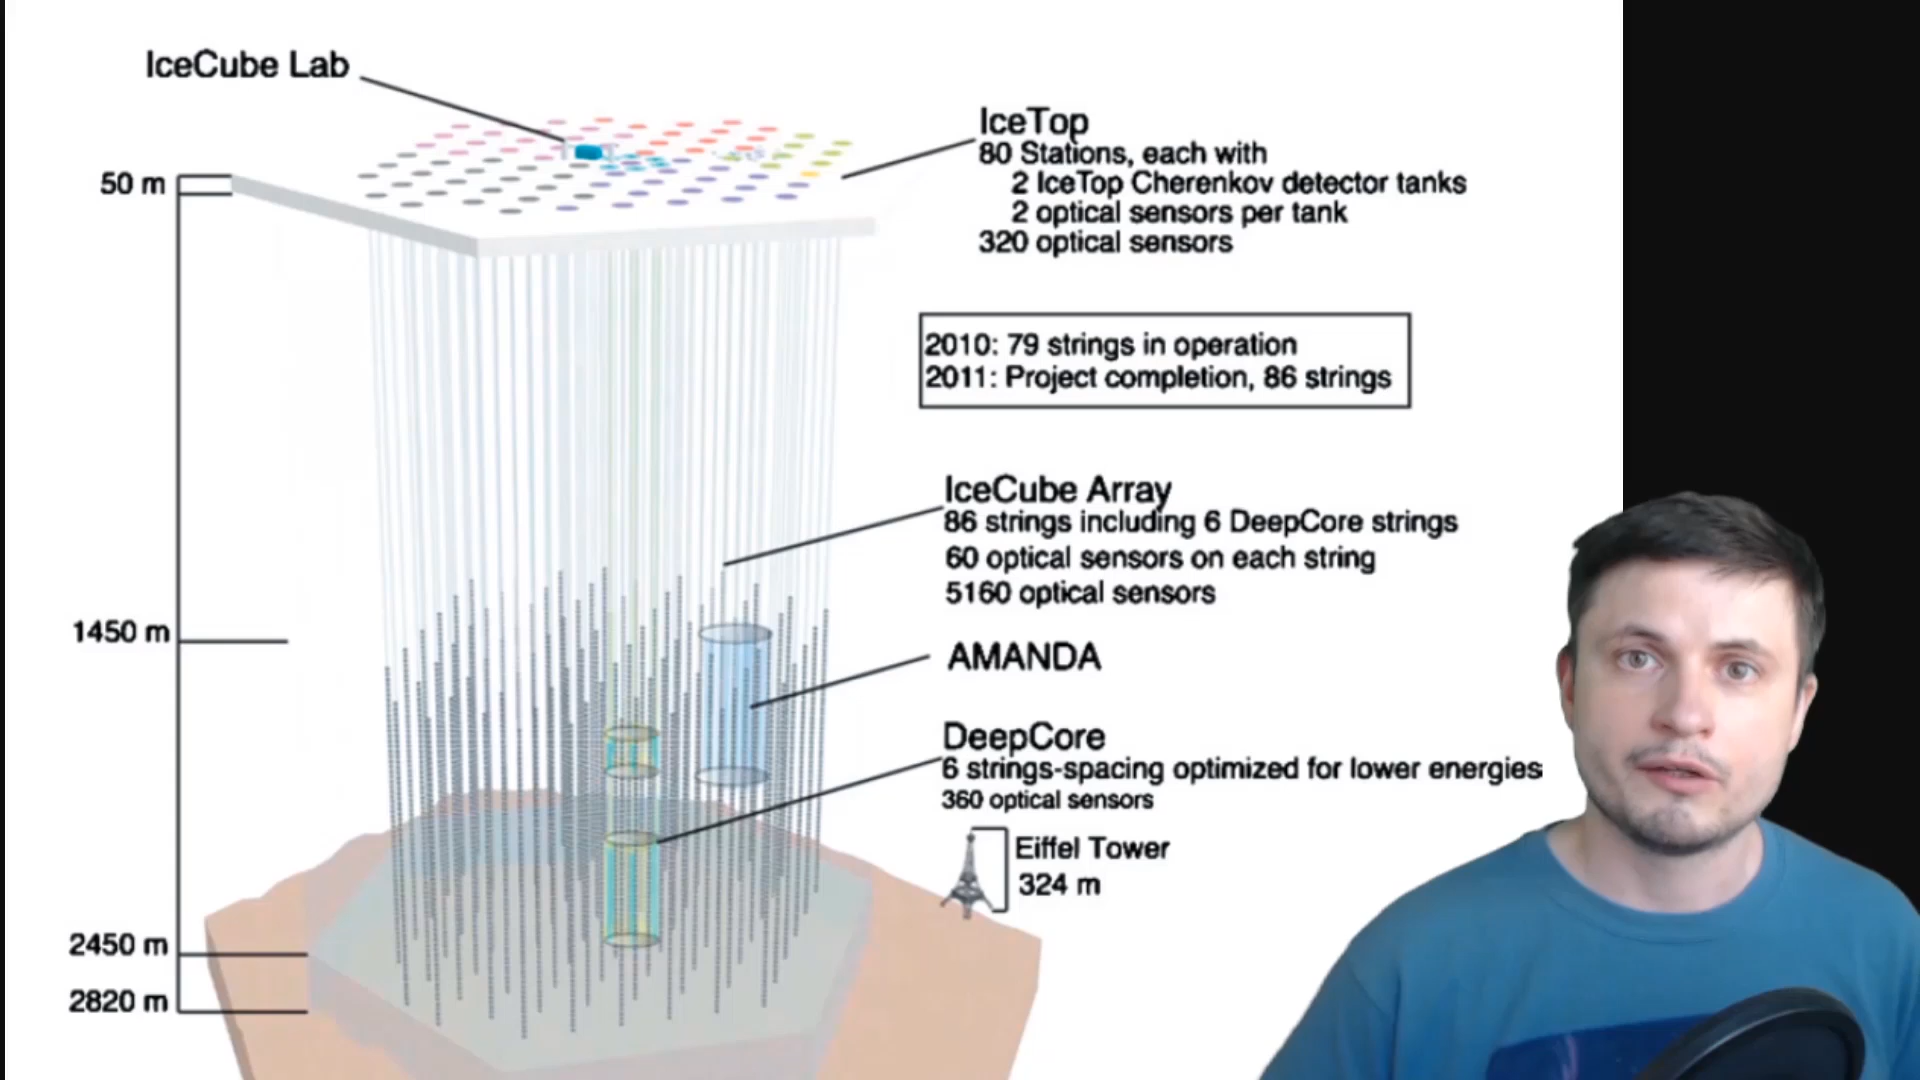 IceCube Lab
50 m
1450 m
2450 m
2820 m
IceTop
80 Stations, each with
2 IceTop Cherenkov detector tanks
2 optical sensors per tank
320 optical sensors
2010: 79 strings in operation
2011: Project completion, 86 strings
IceCube Array
86 strings including 6 DeepCore strings
60 optical sensors on each string
5160 optical sensors
AMANDA
DeepCore
6 strings-spacing optimized for lower energies
360 optical sensors
Eiffel Tower
324 m